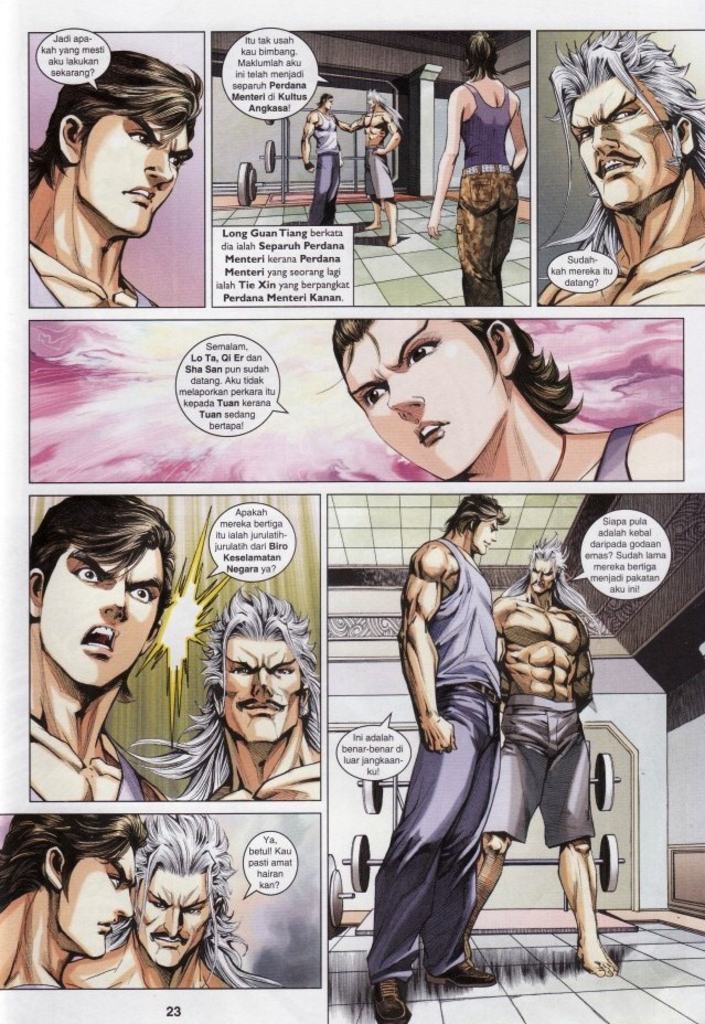 Jadi apa-
kah yang mesti
aku lakukan
sekarang?
Itu tak usah
kau bimbang.
Maklumlah aku
ini telah menjadi
separuh Perdana
Menteri di Kultus
Angkasa!
Long Guan Tiang berkata
dia ialah Separuh Perdana
Menteri kerana Perdana
Menteri yang seorang lagi
ialah Tie Xin yang berpangkat
Perdana Menteri Kanan.
Sudah-
kah mereka itu
datang?
Semalam,
Lo Ta, Qi Er dan
Sha San pun sudah
datang. Aku tidak
melaporkan perkara itu
kepada Tuan kerana
Tuan sedang
bertapa!
Apakah
mereka bertiga
itu ialah jurulatih-
jurulatih dari Biro
Keselamatan
Negara ya?
Siapa pula
adalah kebal
daripada godaan
emas? Sudah lama
mereka bertiga
menjadi pakatan
aku ini!
Ini adalah
benar-benar di
luar jangkaan-
ku!
Ya,
betul! Kau
pasti amat
hairan
kan?
23